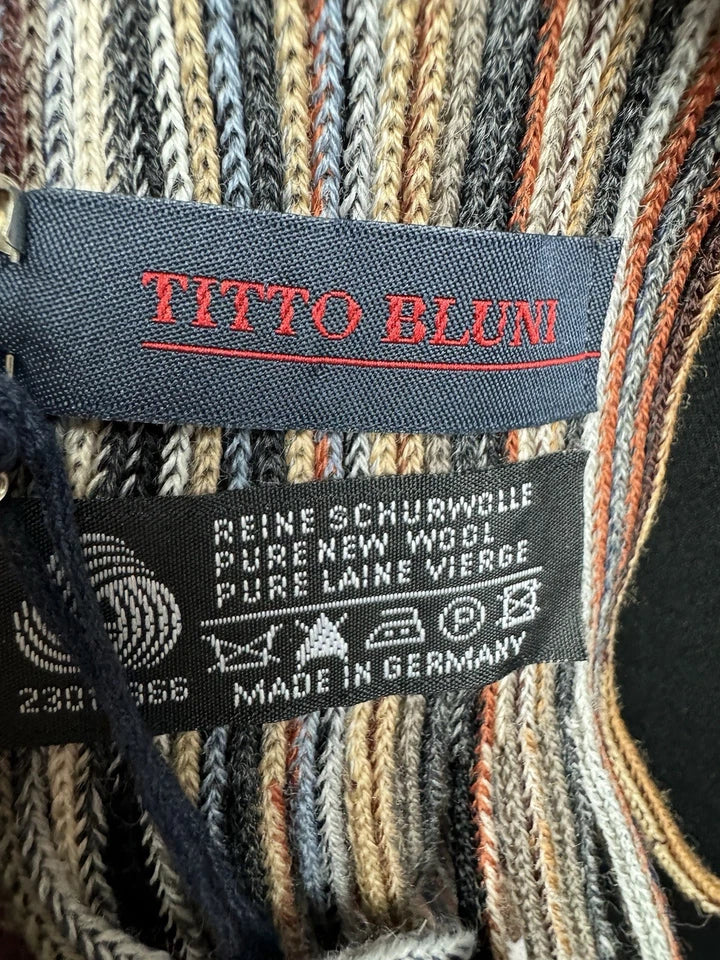 TITTO BLUNI
REINE SCHURWOLLE
PURE NEW WOOL
PURE LAINE VIERGE
P
MADE IN GERMANY